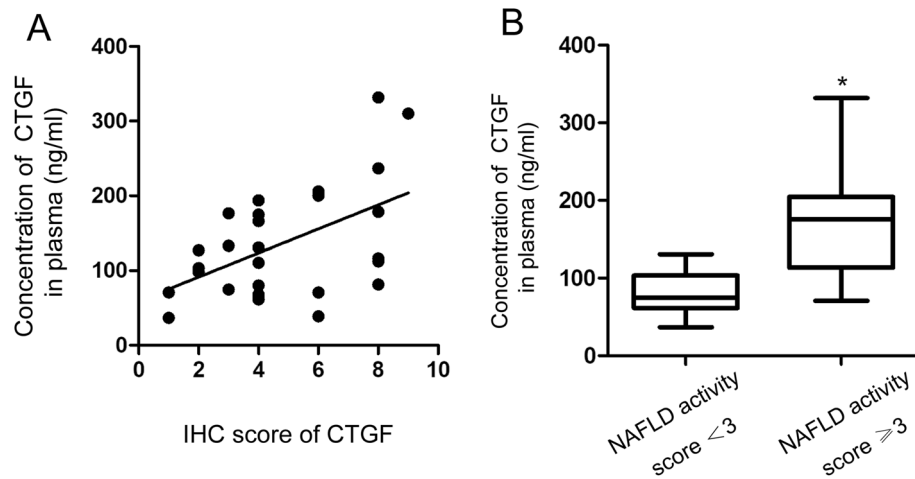 A
Concentration of CTGF
in plasma (ng/ml)
400
300
200
100
0
0 2 4 6 8 10
IHC score of CTGF
B
Concentration of CTGF
in plasma (ng/ml)
400
300
200
100
0
*
NAFLD activity
score <3
NAFLD activity
score ⩾3